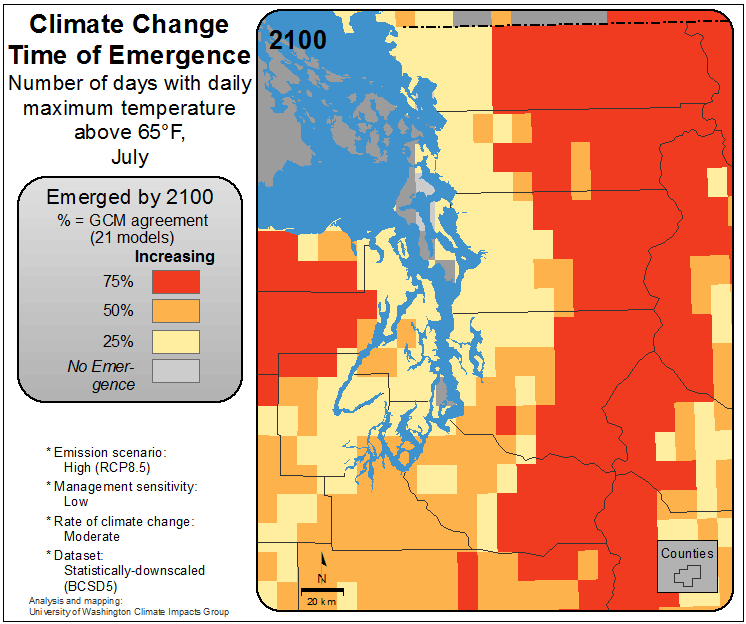 Climate Change
Time of Emergence
Number of days with daily
maximum temperature
above 65°F,
July
Emerged by 2100
% = GCM agreement
(21 models)
Increasing
75%
50%
25%
No Emer-
gence
* Emission scenario:
High (RCP8.5)
* Management sensitivity:
Low
* Rate of climate change:
Moderate
* Dataset:
Statistically-downscaled
(BCSD5)
Analysis and mapping:
University of Washington Climate Impacts Group
2100
N
20 km
Counties